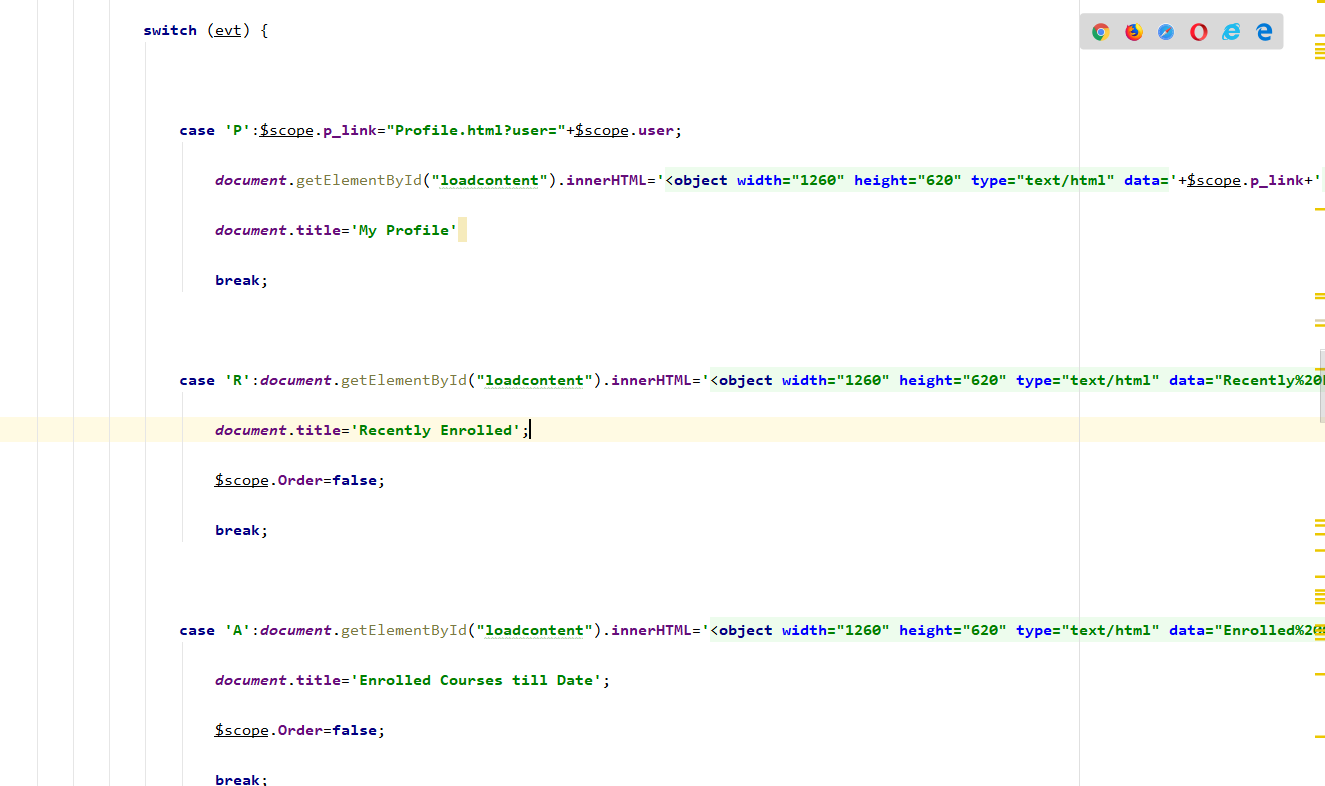 switch (evt) {
case 'P':$scope.p_link="Profile.html?user="+$scope.user;
document.getElementById("loadcontent").innerHTML='<object width="1260" height="620" type="text/html" data='+$scope.p_link+'
document.title='My Profile'
break;
case 'R':document.getElementById("loadcontent").innerHTML='<object width="1260" height="620" type="text/html" data="Recently%20
document.title='Recently Enrolled';
$scope.Order=false;
break;
case 'A':document.getElementById("loadcontent").innerHTML='<object width="1260" height="620" type="text/html" data="Enrolled%20
document.title='Enrolled Courses till Date';
$scope.Order=false;
break;